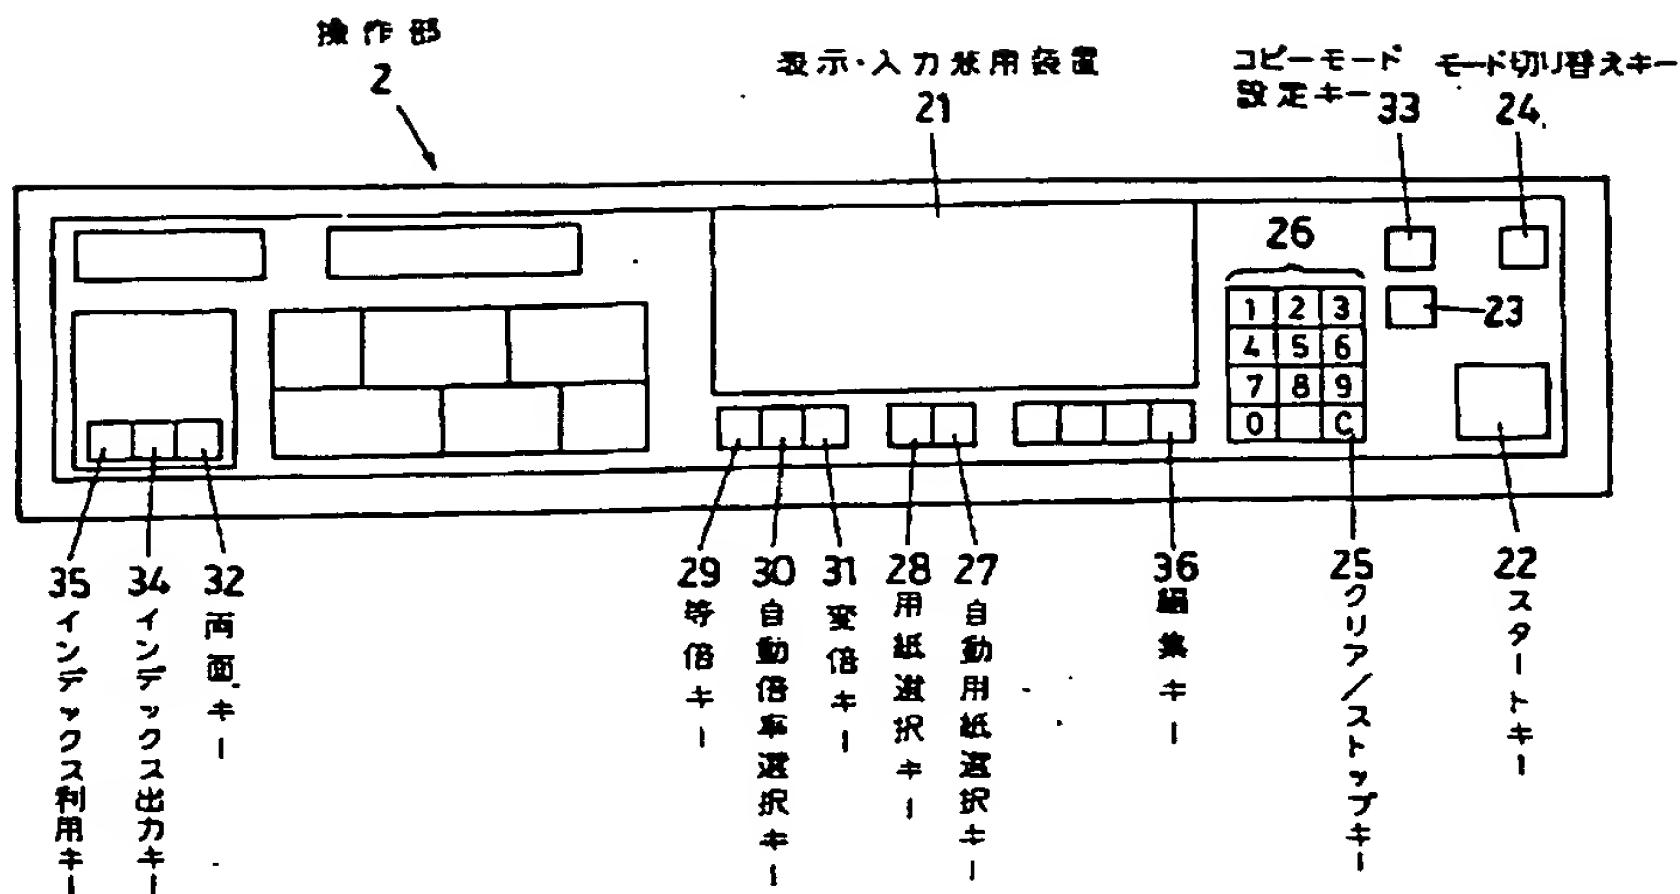 操作部
2
表示・入力兼用装置
21
コピーモード
設定キー 33
モード切り替えキー
24
26
1 2 3
4 5 6
7 8 9
0 C
23
35
インデックス利用キー
34
インデックス出力キー
32
両面キー
29
等倍キー
30
自動倍率選択キー
31
変倍キー
28
用紙選択キー
27
自動用紙選択キー
36
編集キー
25
クリア/ストップキー
22
スタートキー